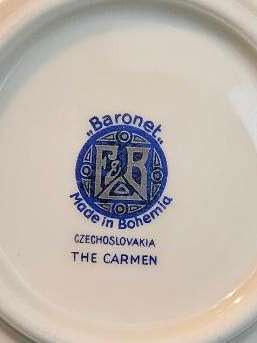 „Baronet"
E&B
Made in Bohemia
CZECHOSLOVAKIA
THE CARMEN